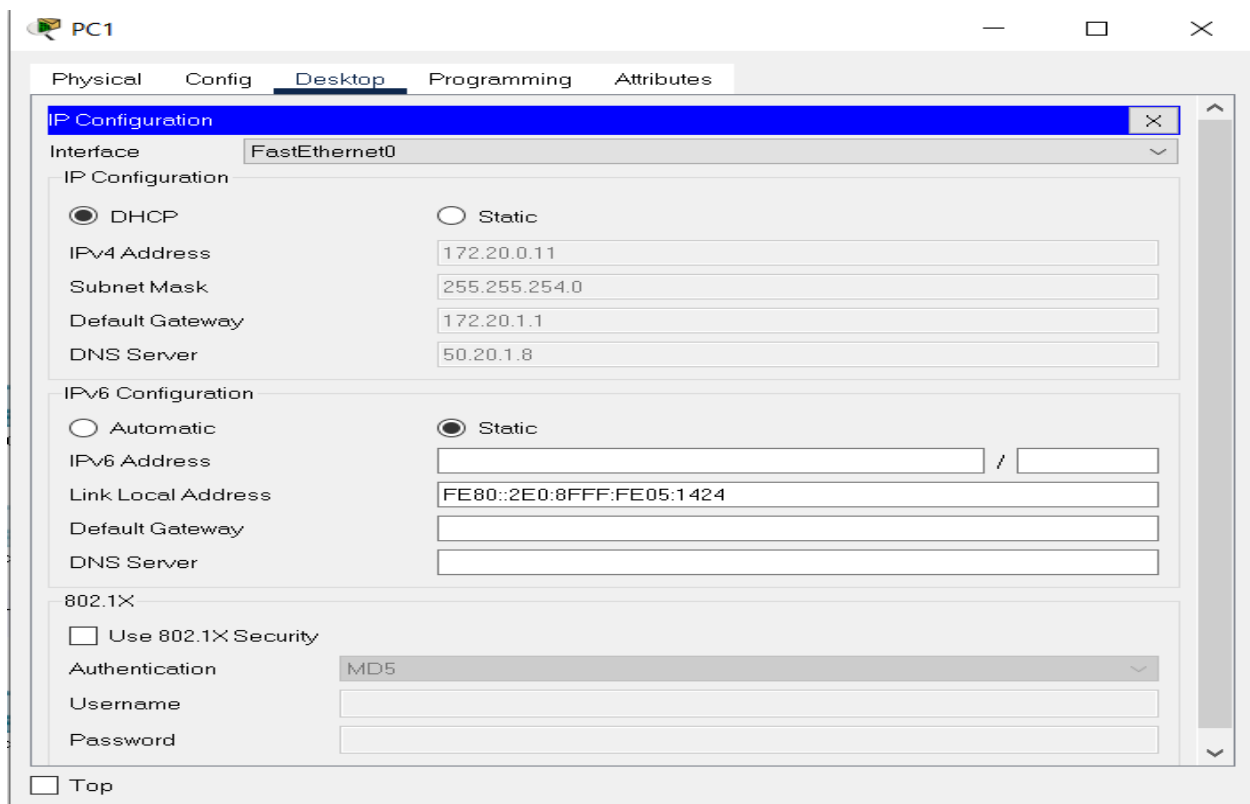 PC1
Physical Config Desktop Programming Attributes
IP Configuration X
Interface FastEthernet0
IP Configuration
DHCP Static
IPv4 Address 172.20.0.11
Subnet Mask 255.255.254.0
Default Gateway 172.20.1.1
DNS Server 50.20.1.8
IPv6 Configuration
Automatic Static
IPv6 Address /
Link Local Address FE80::2E0:8FFF:FE05:1424
Default Gateway
DNS Server
802.1X
Use 802.1X Security
Authentication MD5
Username
Password
Top